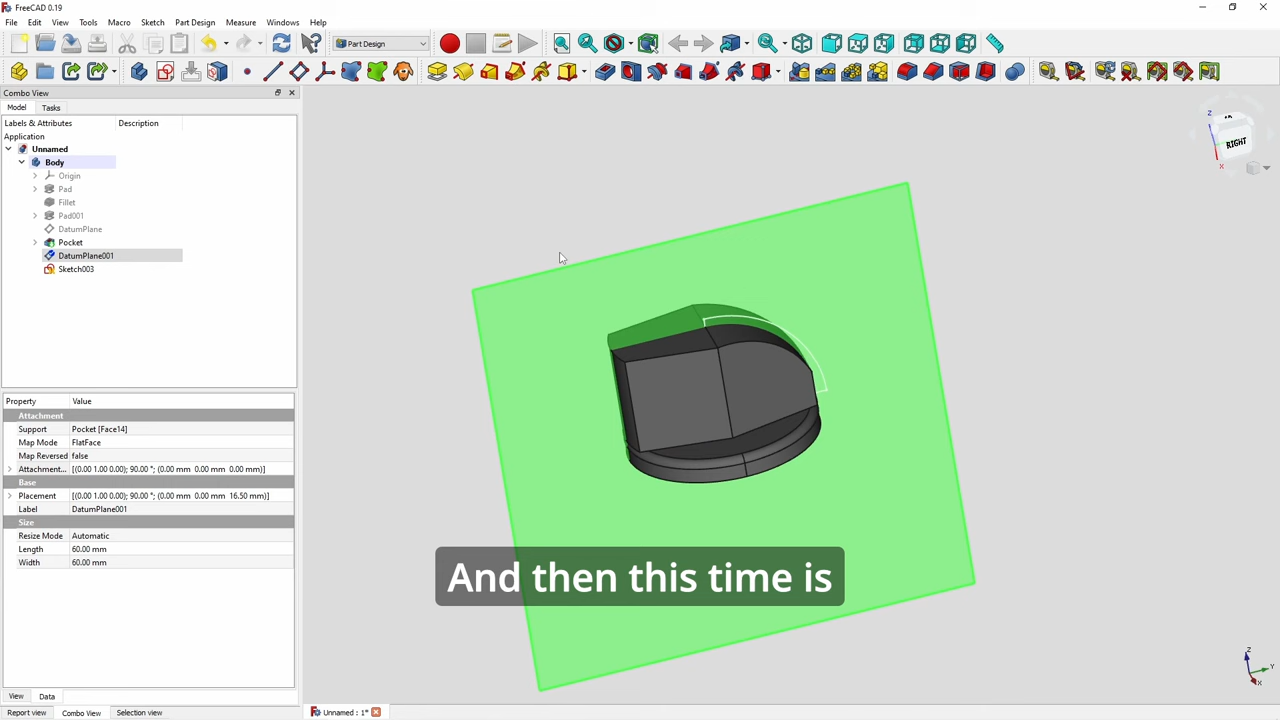 FreeCAD 0.19
File Edit View Tools Macro Sketch Part Design Measure Windows Help
Part Design
Combo View
Model Tasks
Labels & Attributes Description
Application
Unnamed
Body
Origin
Pad
Fillet
Pad001
DatumPlane
Pocket
DatumPlane001
Sketch003
Property Value
Attachment
Support Pocket [Face14]
Map Mode FlatFace
Map Reversed false
Attachment... [(0.00 1.00 0.00); 90.00 °; (0.00 mm 0.00 mm 0.00 mm)]
Base
Placement [(0.00 1.00 0.00); 90.00 °; (0.00 mm 0.00 mm 16.50 mm)]
Label DatumPlane001
Size
Resize Mode Automatic
Length 60.00 mm
Width 60.00 mm
View Data
Report view Combo View Selection view
Unnamed : 1*
RIGHT
Z
X
Z
Y
X
And then this time is